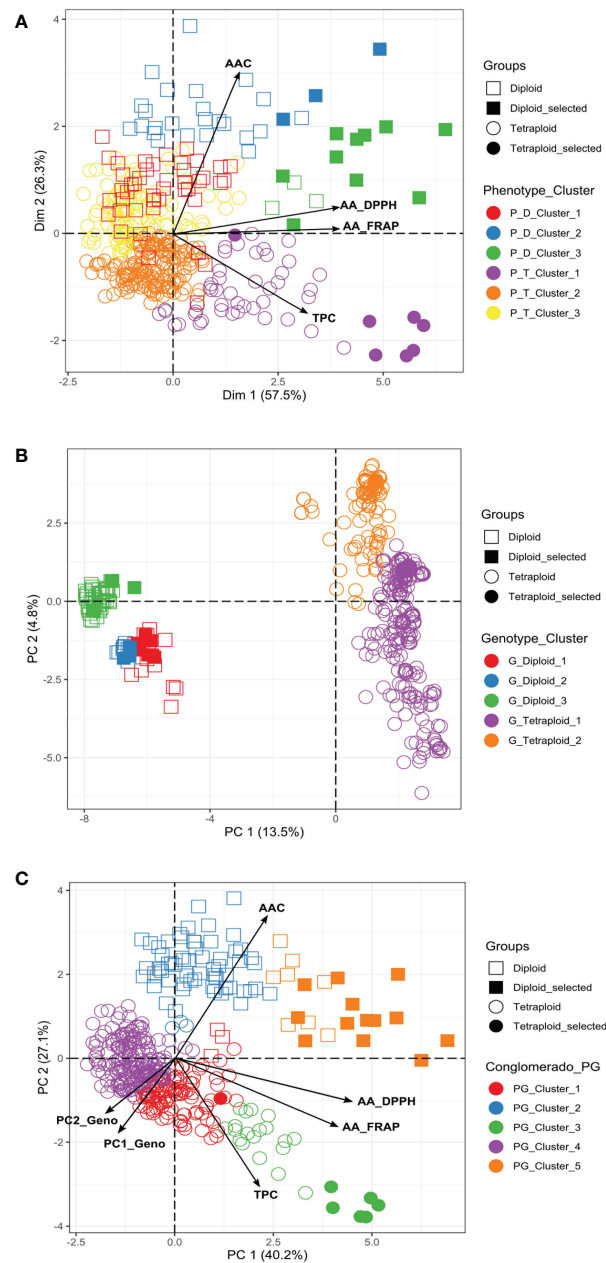 A
4
2
0
-2
Dim 2 (26.3%)
AAC
AA_DPPH
AA_FRAP
TPC
-2.5
0.0
2.5
5.0
Dim 1 (57.5%)
Groups
Diploid
Diploid_selected
Tetraploid
Tetraploid_selected
Phenotype_Cluster
P_D_Cluster_1
P_D_Cluster_2
P_D_Cluster_3
P_T_Cluster_1
P_T_Cluster_2
P_T_Cluster_3
B
2.5
0.0
-2.5
-5.0
PC 2 (4.8%)
-8
-4
0
PC 1 (13.5%)
Groups
Diploid
Diploid_selected
Tetraploid
Tetraploid_selected
Genotype_Cluster
G_Diploid_1
G_Diploid_2
G_Diploid_3
G_Tetraploid_1
G_Tetraploid_2
C
4
2
0
-2
-4
PC 2 (27.1%)
AAC
AA_DPPH
AA_FRAP
PC2_Geno
PC1_Geno
TPC
-2.5
0.0
2.5
5.0
PC 1 (40.2%)
Groups
Diploid
Diploid_selected
Tetraploid
Tetraploid_selected
Conglomerado_PG
PG_Cluster_1
PG_Cluster_2
PG_Cluster_3
PG_Cluster_4
PG_Cluster_5